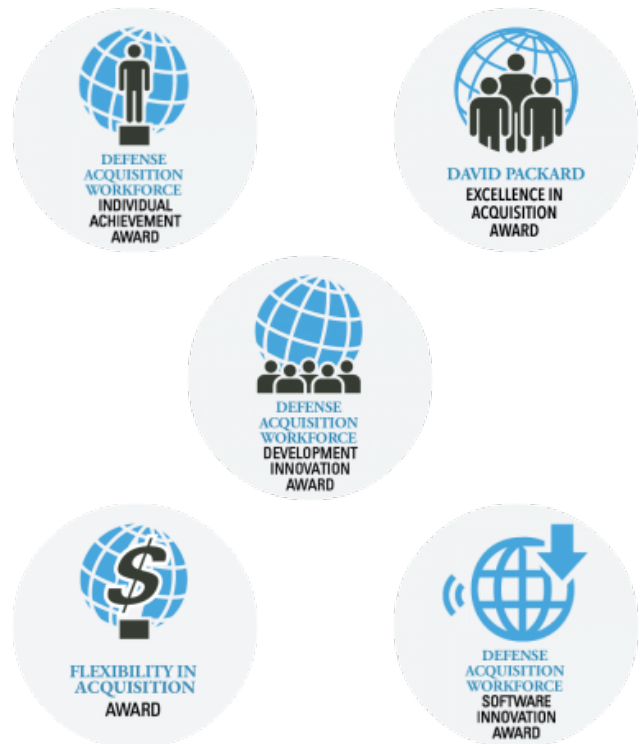 DEFENSE
ACQUISITION
WORKFORCE
INDIVIDUAL
ACHIEVEMENT
AWARD
DAVID PACKARD
EXCELLENCE IN
ACQUISITION
AWARD
DEFENSE
ACQUISITION
WORKFORCE
DEVELOPMENT
INNOVATION
AWARD
$
FLEXIBILITY IN
ACQUISITION
AWARD
DEFENSE
ACQUISITION
WORKFORCE
SOFTWARE
INNOVATION
AWARD